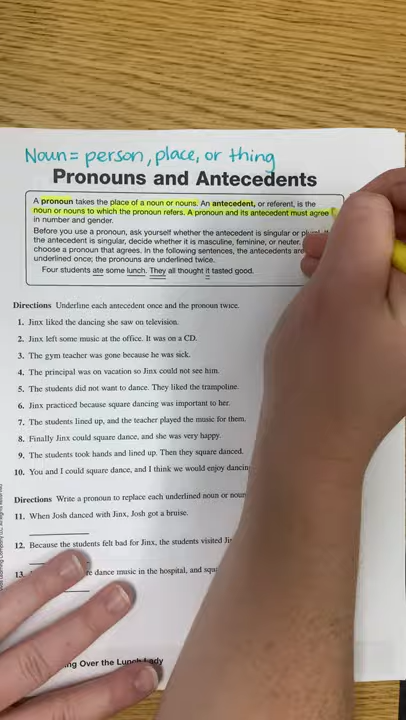 Noun = person, place, or thing
Pronouns and Antecedents
A pronoun takes the place of a noun or nouns. An antecedent, or referent, is the
noun or nouns to which the pronoun refers. A pronoun and its antecedent must agree
in number and gender.
Before you use a pronoun, ask yourself whether the antecedent is singular or
the antecedent is singular, decide whether it is masculine, feminine, or neuter,
choose a pronoun that agrees. In the following sentences, the antecedents are
underlined once; the pronouns are underlined twice.
Four students ate some lunch. They all thought it tasted good.
Directions Underline each antecedent once and the pronoun twice.
1. Jinx liked the dancing she saw on television.
2. Jinx left some music at the office. It was on a CD.
3. The gym teacher was gone because he was sick.
4. The principal was on vacation so Jinx could not see him.
5. The students did not want to dance. They liked the trampoline.
6. Jinx practiced because square dancing was important to her.
7. The students lined up, and the teacher played the music for them.
8. Finally Jinx could square dance, and she was very happy.
9. The students took hands and lined up. Then they square danced.
10. You and I could square dance, and I think we would enjoy dancing
Directions Write a pronoun to replace each underlined noun or noun
11. When Josh danced with Jinx, Josh got a bruise.
12. Because the students felt bad for Jinx, the students visited
13. dance music in the hospital, and
Over the Lunch Lady